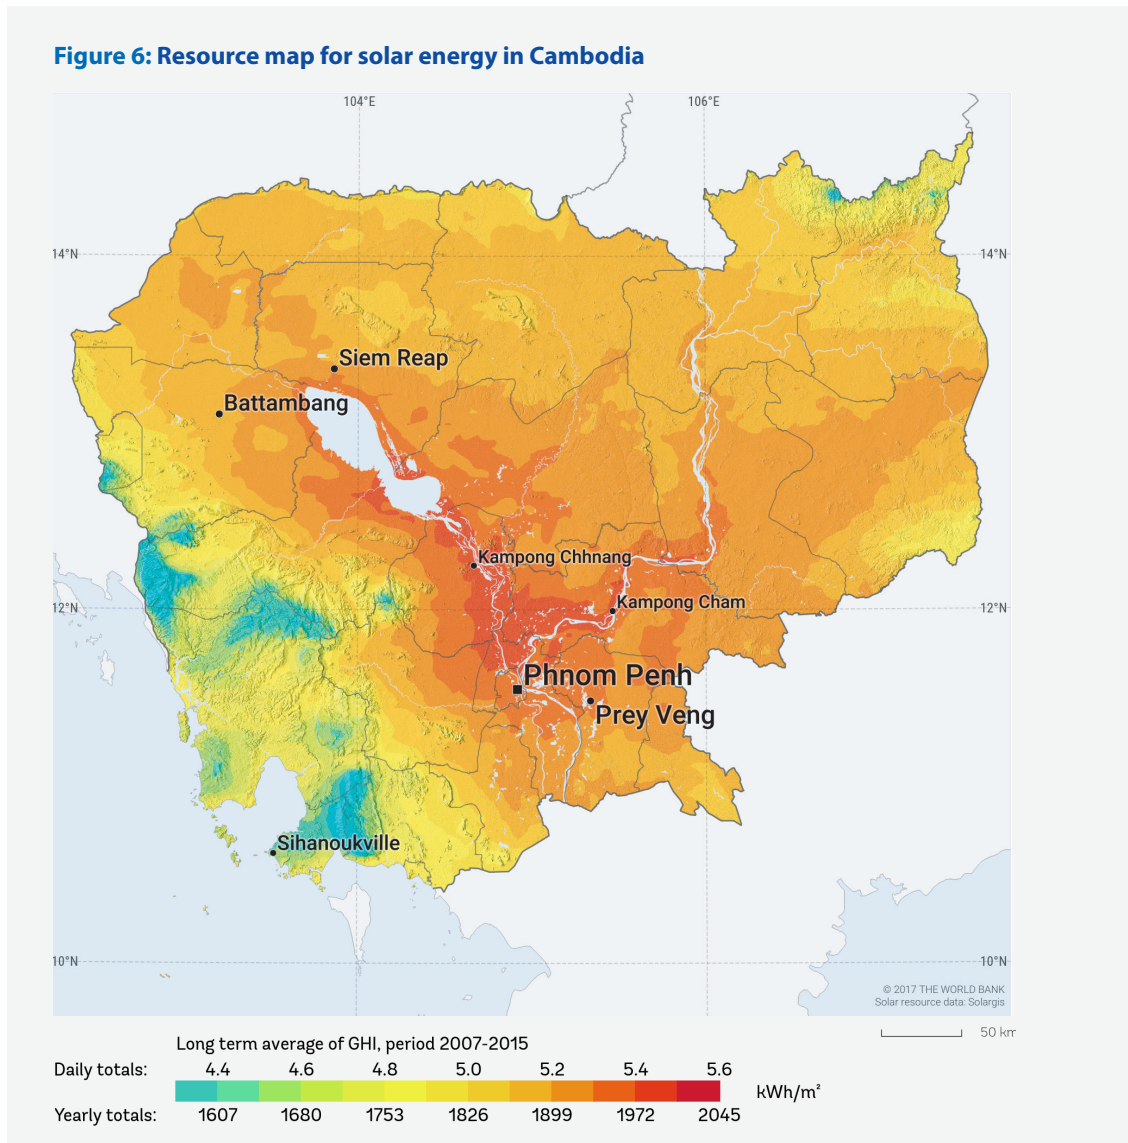 Figure 6: Resource map for solar energy in Cambodia
104°E 106°E
14°N 14°N
Siem Reap
Battambang
Kampong Chhnang
Kampong Cham
12°N 12°N
Phnom Penh
Prey Veng
Sihanoukville
10°N 10°N
© 2017 THE WORLD BANK
Solar resource data: Solargis
50 km
Long term average of GHI, period 2007-2015
Daily totals: 4.4 4.6 4.8 5.0 5.2 5.4 5.6
kWh/m²
Yearly totals: 1607 1680 1753 1826 1899 1972 2045